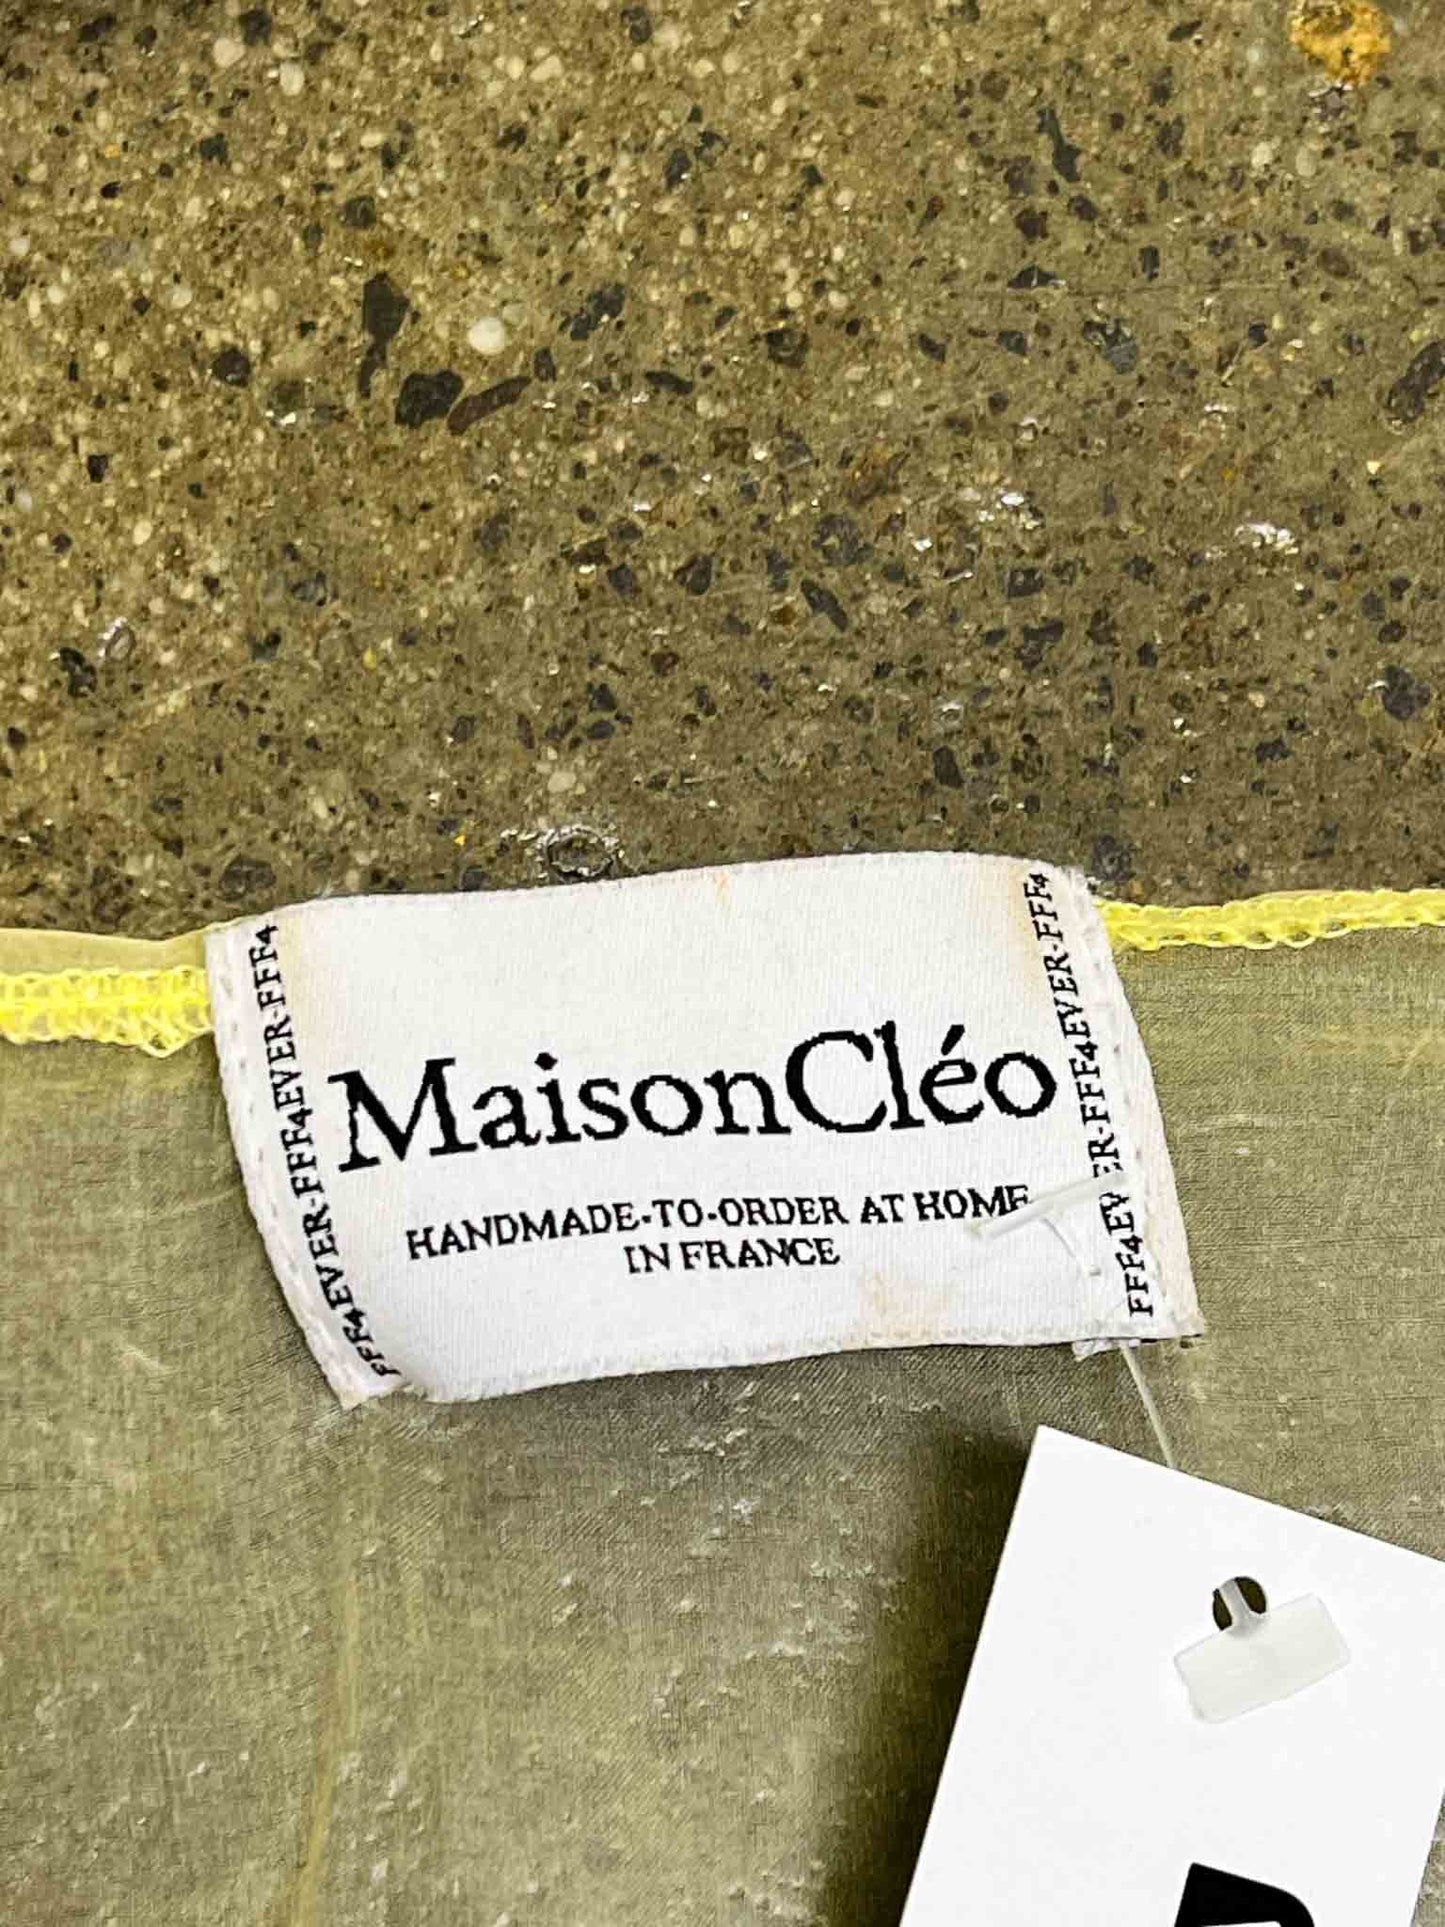 MaisonCléo
HANDMADE-TO-ORDER AT HOME
IN FRANCE
FFF4EVER-FFF4EVER-FFF4
FFF4EVER-FFF4EVER-FFF4